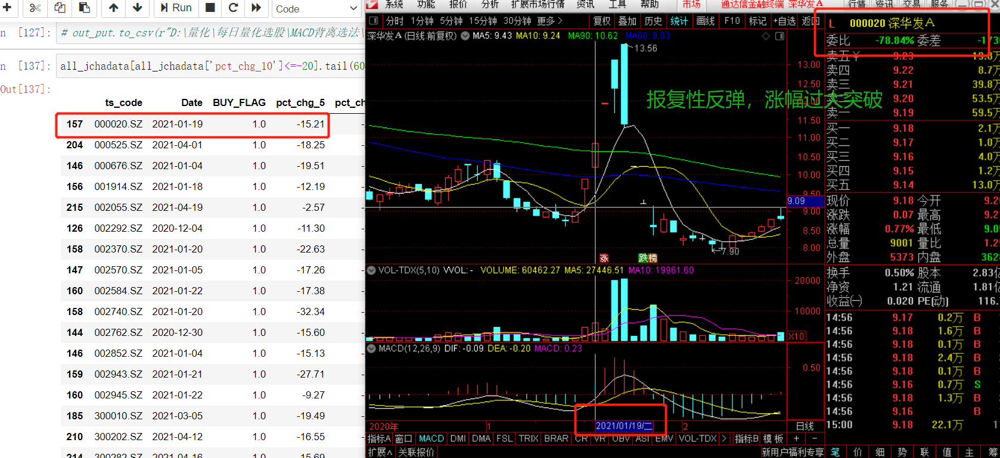 Run
Code
n [127]: # out_put.to_csv(r"D:\量化\每日量化选股\MACD背离选法\
n [137]: all_jchadata[all_jchadata['pct_chg_10']<=-20].tail(60
Out[137]:
ts_code Date BUY_FLAG pct_chg_5 pct_ch
157 000020.SZ 2021-01-19 1.0 -15.21
204 000525.SZ 2021-04-01 1.0 -18.25
146 000676.SZ 2021-01-04 1.0 -19.51
156 001914.SZ 2021-01-18 1.0 -12.19
215 002055.SZ 2021-04-19 1.0 -2.57
126 002292.SZ 2020-12-04 1.0 -11.30
158 002370.SZ 2021-01-20 1.0 -22.63
147 002570.SZ 2021-01-05 1.0 -17.26
160 002584.SZ 2021-01-22 1.0 -17.38
158 002740.SZ 2021-01-20 1.0 -32.34
144 002762.SZ 2020-12-30 1.0 -15.60
146 002852.SZ 2021-01-04 1.0 -15.13
159 002943.SZ 2021-01-21 1.0 -27.71
160 002945.SZ 2021-01-22 1.0 -9.27
185 300010.SZ 2021-03-05 1.0 -19.49
210 300202.SZ 2021-04-12 1.0 -16.55
214 300282.SZ 2021-04-16 1.0 -15.69
系统 功能 报价 分析 扩展市场行情 资讯 工具 帮助 市场 通达信金融终端 深华发A 行情 资讯 交易 服务
分时 1分钟 5分钟 15分钟 30分钟 更多> 复权 叠加 历史 统计 画线 F10 标记 +自选 返回
深华发A(日线.前复权) MA5: 9.43 MA10: 9.24 MA90: 10.62 MA60: 9.93
13.56
13.00
12.50
12.00
11.50
11.00
10.50
10.00
9.50
9.09
9.00
8.50
8.00
报复性反弹，涨幅过大突破
7.90
涨 跌榜
VOL-TDX(5,10) VVOL: - VOLUME: 60462.27 MA5: 27446.51 MA10: 19961.60
20000
10000
X10
MACD(12,26,9) DIF: -0.09 DEA: -0.20 MACD: 0.23
0.50
2020年 1 2021/01/19/二 2 日线
指标A 窗口 MACD DMI DMA FSL TRIX BRAR CR VR OBV ASI EMV VOL-TDX > 指标B 模板 + −
扩展∧ 关联报价 新用户福利专享
L 000020 深华发A
委比 -78.84% 委差 -173
卖五 9.23 13.8万
卖四 9.22 8.7万
卖三 9.21 39.8万
卖二 9.20 53.5万
卖一 9.19 59.5万
买一 9.18 2.1万
买二 9.17 1.0万
买三 9.16 4.0万
买四 9.15 1.2万
买五 9.14 13.0万
现价 9.18 今开 9.2
涨跌 0.07 最高 9.2
涨幅 0.77% 最低 9.0
总量 9001 量比 1.2
外盘 5373 内盘 362
换手 0.50% 股本 2.83亿
净资 1.21 流通 1.81亿
收益(一) 0.020 PE(动) 116.
14:56 9.17 0.2万 B
14:56 9.18 1.6万 B
14:56 9.18 0.1万 B
14:56 9.18 2.4万 B
14:56 9.18 0.1万 B
14:56 9.16 0.7万 S
14:56 9.18 1.3万 B
14:56 9.16 B
15:00 9.18 22.1万
笔 价 细 势 联 值 主 筹